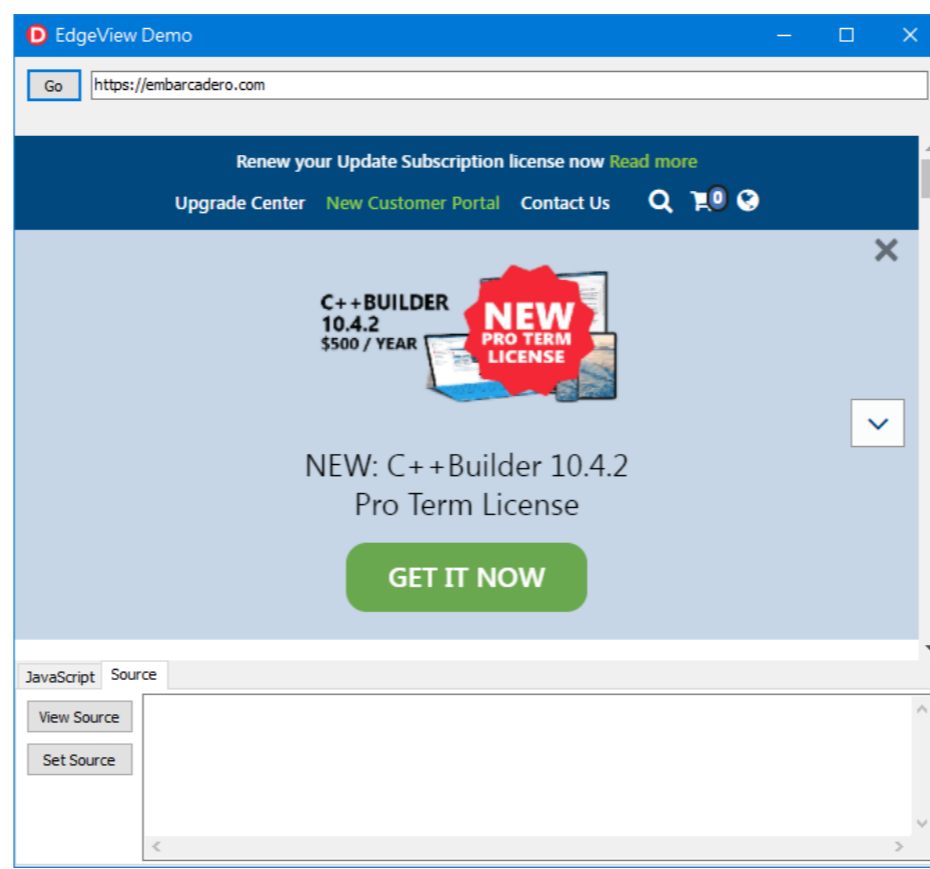 D EdgeView Demo
Go https://embarcadero.com
Renew your Update Subscription license now Read more
Upgrade Center New Customer Portal Contact Us 0
C++BUILDER
10.4.2
$500 / YEAR
NEW
PRO TERM
LICENSE
NEW: C++Builder 10.4.2
Pro Term License
GET IT NOW
JavaScript Source
View Source
Set Source